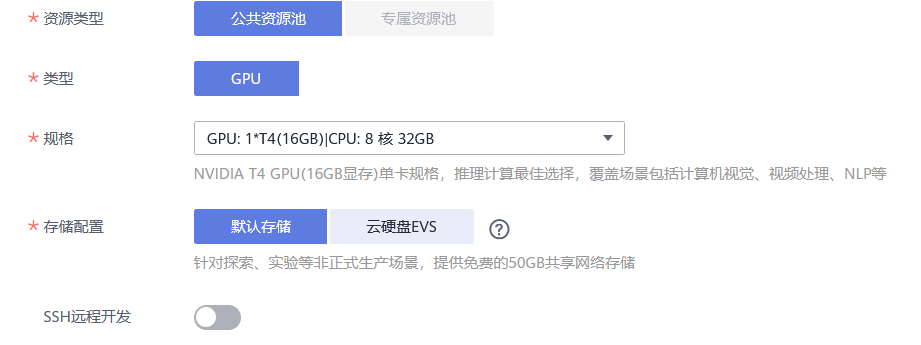 * 资源类型 公共资源池 专属资源池
* 类型 GPU
* 规格 GPU: 1*T4(16GB)|CPU: 8 核 32GB
NVIDIA T4 GPU(16GB显存)单卡规格，推理计算最佳选择，覆盖场景包括计算机视觉、视频处理、NLP等
* 存储配置 默认存储 云硬盘EVS ?
针对探索、实验等非正式生产场景，提供免费的50GB共享网络存储
SSH远程开发